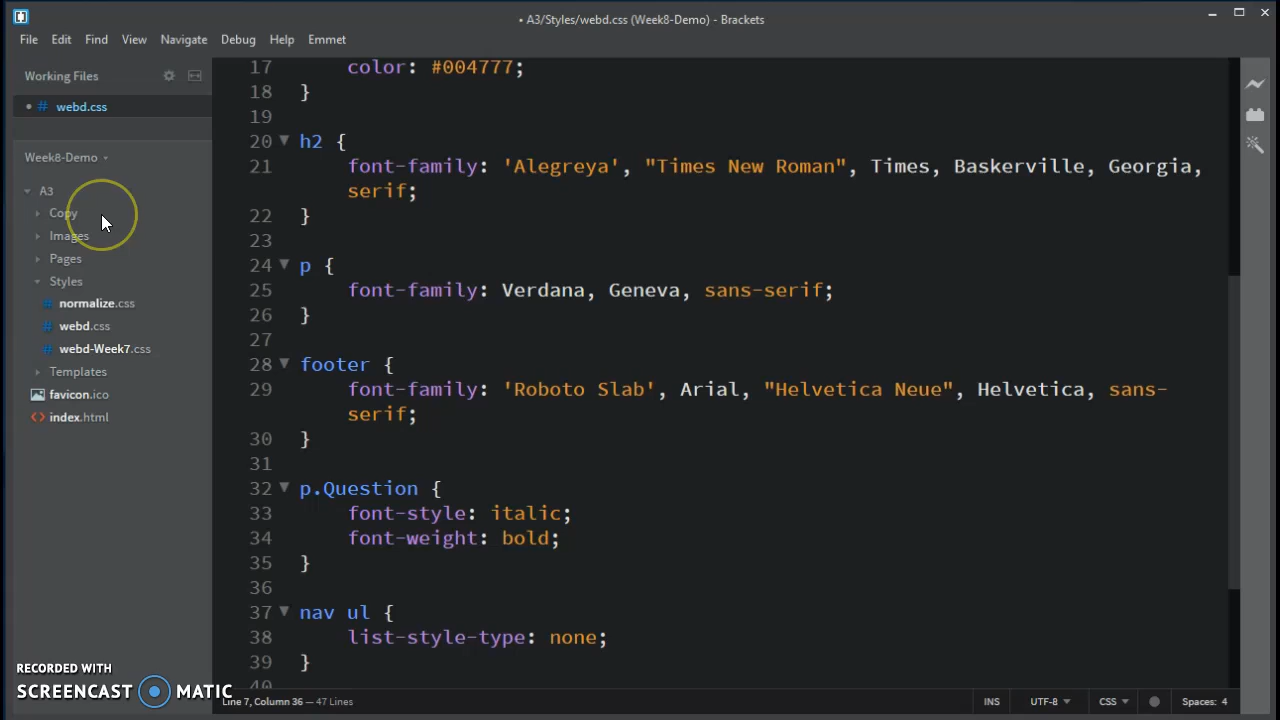 • A3/Styles/webd.css (Week8-Demo) - Brackets
File Edit Find View Navigate Debug Help Emmet
Working Files
• # webd.css
Week8-Demo
A3
Copy
Images
Pages
Styles
# normalize.css
# webd.css
# webd-Week7.css
Templates
favicon.ico
<> index.html
17 color: #004777;
18 }
19
20 h2 {
21 font-family: 'Alegreya', "Times New Roman", Times, Baskerville, Georgia,
serif;
22 }
23
24 p {
25 font-family: Verdana, Geneva, sans-serif;
26 }
27
28 footer {
29 font-family: 'Roboto Slab', Arial, "Helvetica Neue", Helvetica, sans-
serif;
30 }
31
32 p.Question {
33 font-style: italic;
34 font-weight: bold;
35 }
36
37 nav ul {
38 list-style-type: none;
39 }
40
RECORDED WITH
SCREENCAST MATIC
Line 7, Column 36 — 47 Lines
INS UTF-8 CSS Spaces: 4